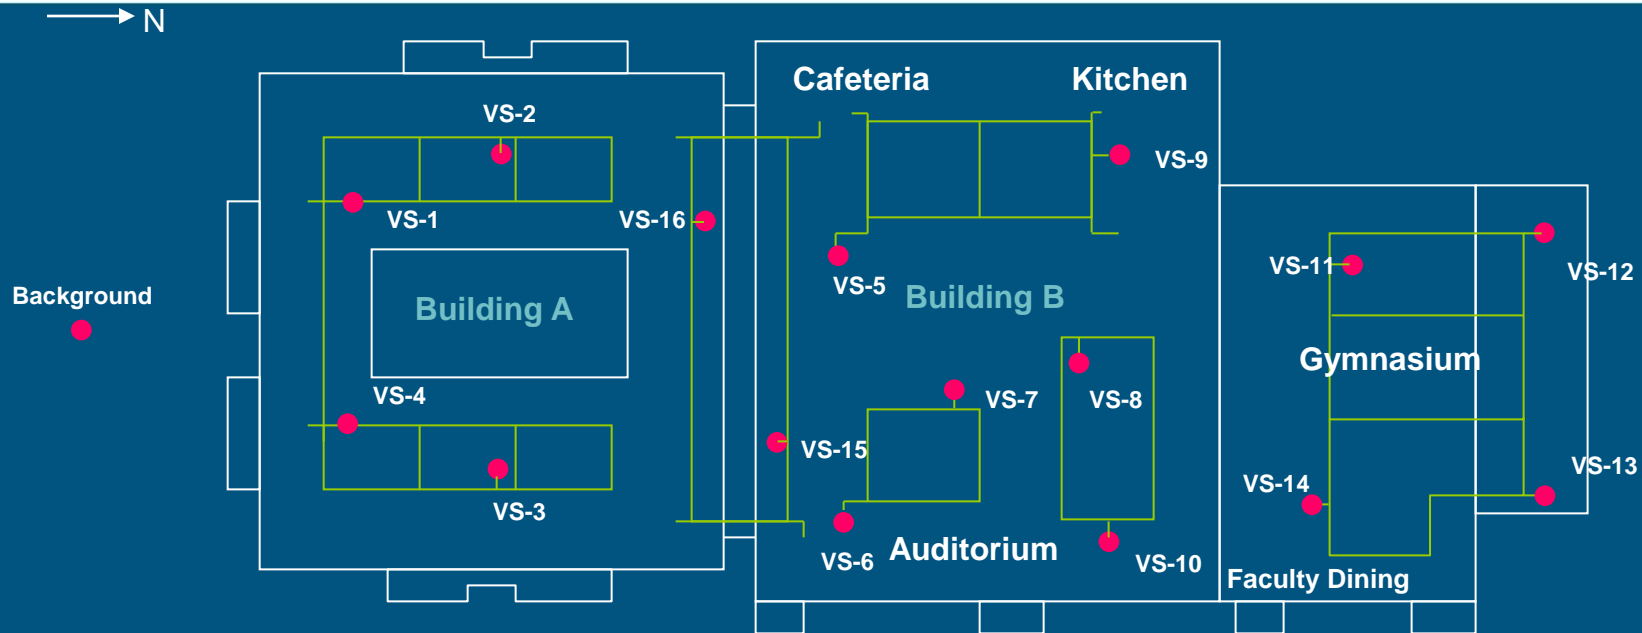 N
Cafeteria
Kitchen
VS-2
VS-9
VS-1
VS-16
VS-11
VS-12
VS-5
Background
Building A
Building B
Gymnasium
VS-4
VS-7
VS-8
VS-15
VS-13
VS-14
VS-3
Auditorium
VS-6
VS-10
Faculty Dining